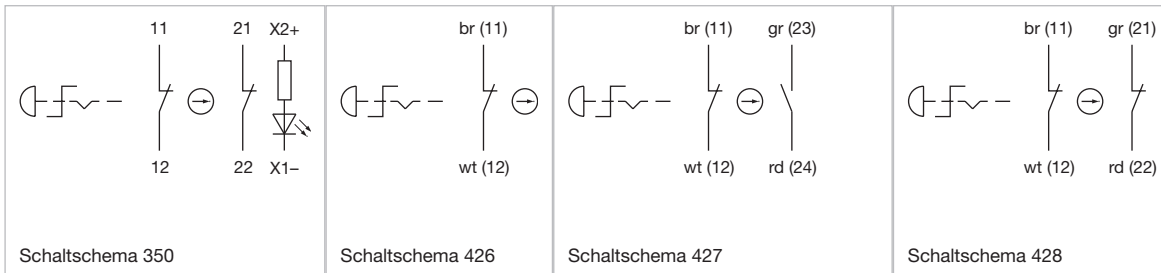 11 21 X2+
12 22 X1–
Schaltschema 350
br (11)
wt (12)
Schaltschema 426
br (11) gr (23)
wt (12) rd (24)
Schaltschema 427
br (11) gr (21)
wt (12) rd (22)
Schaltschema 428